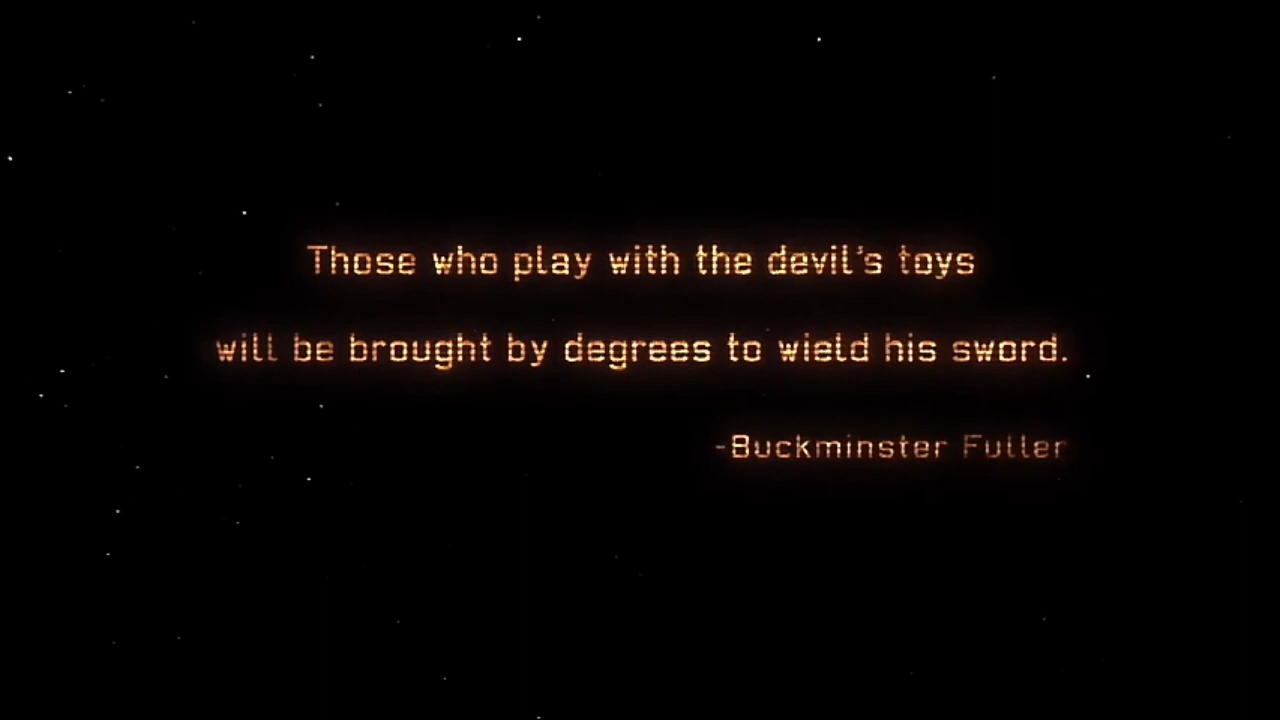 Those who play with the devil's toys
will be brought by degrees to wield his sword.
-Buckminster Fuller